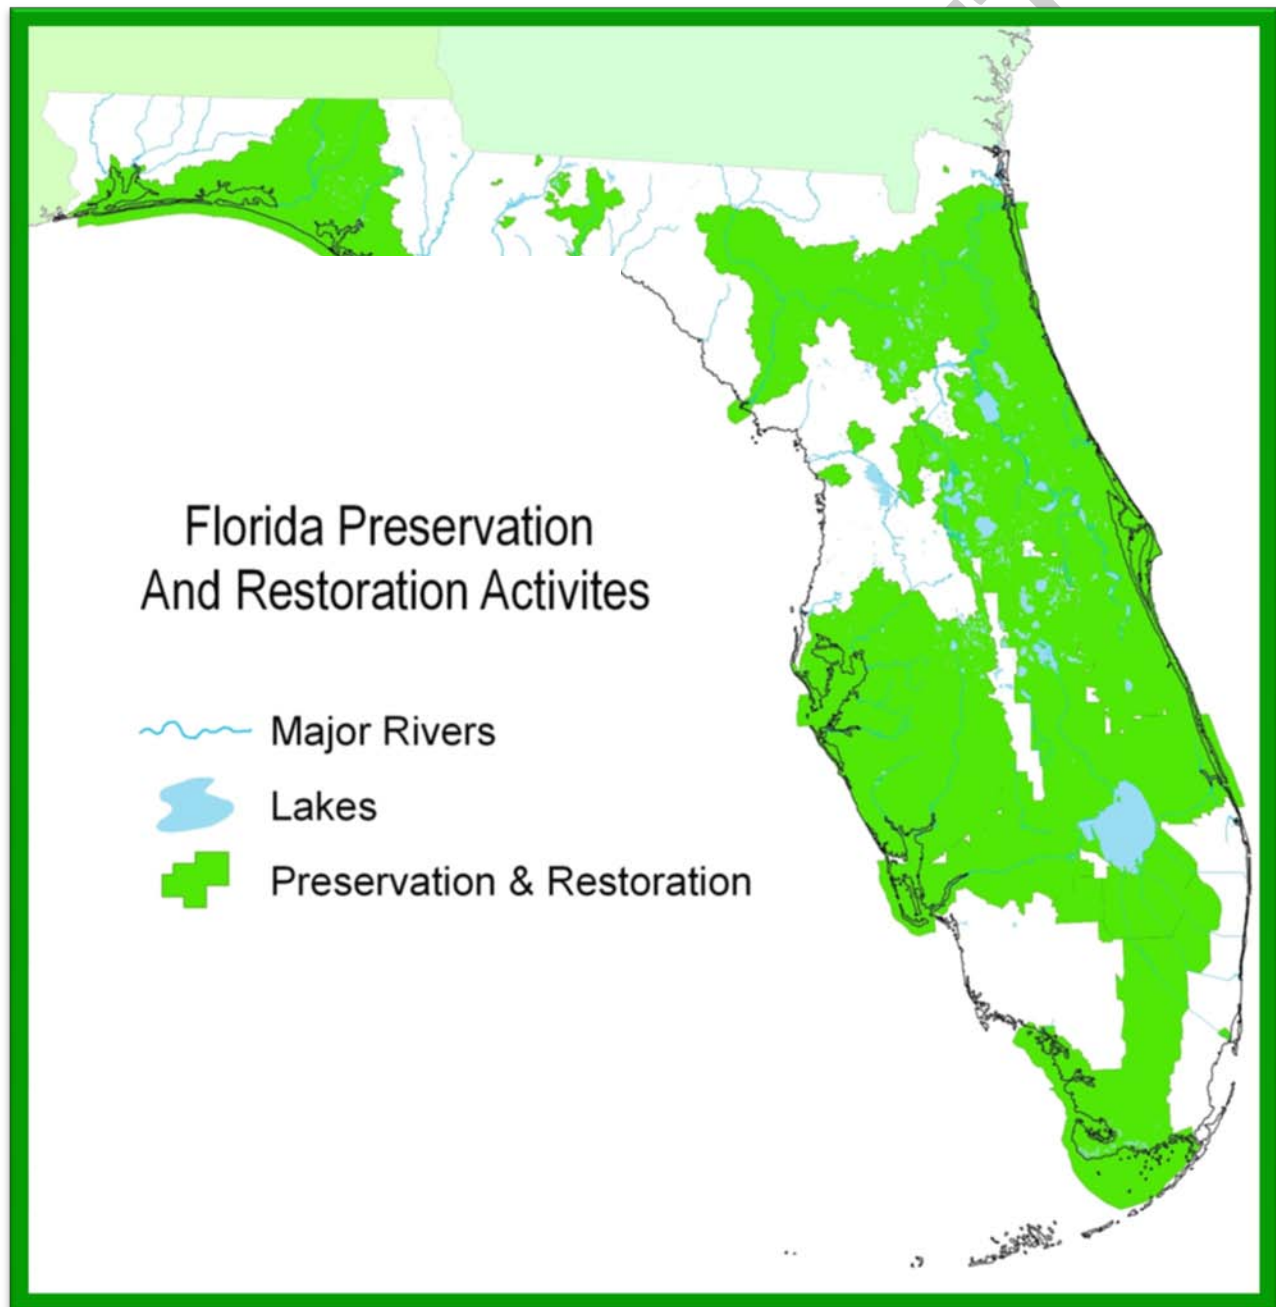 Florida Preservation
And Restoration Activites
Major Rivers
Lakes
Preservation & Restoration